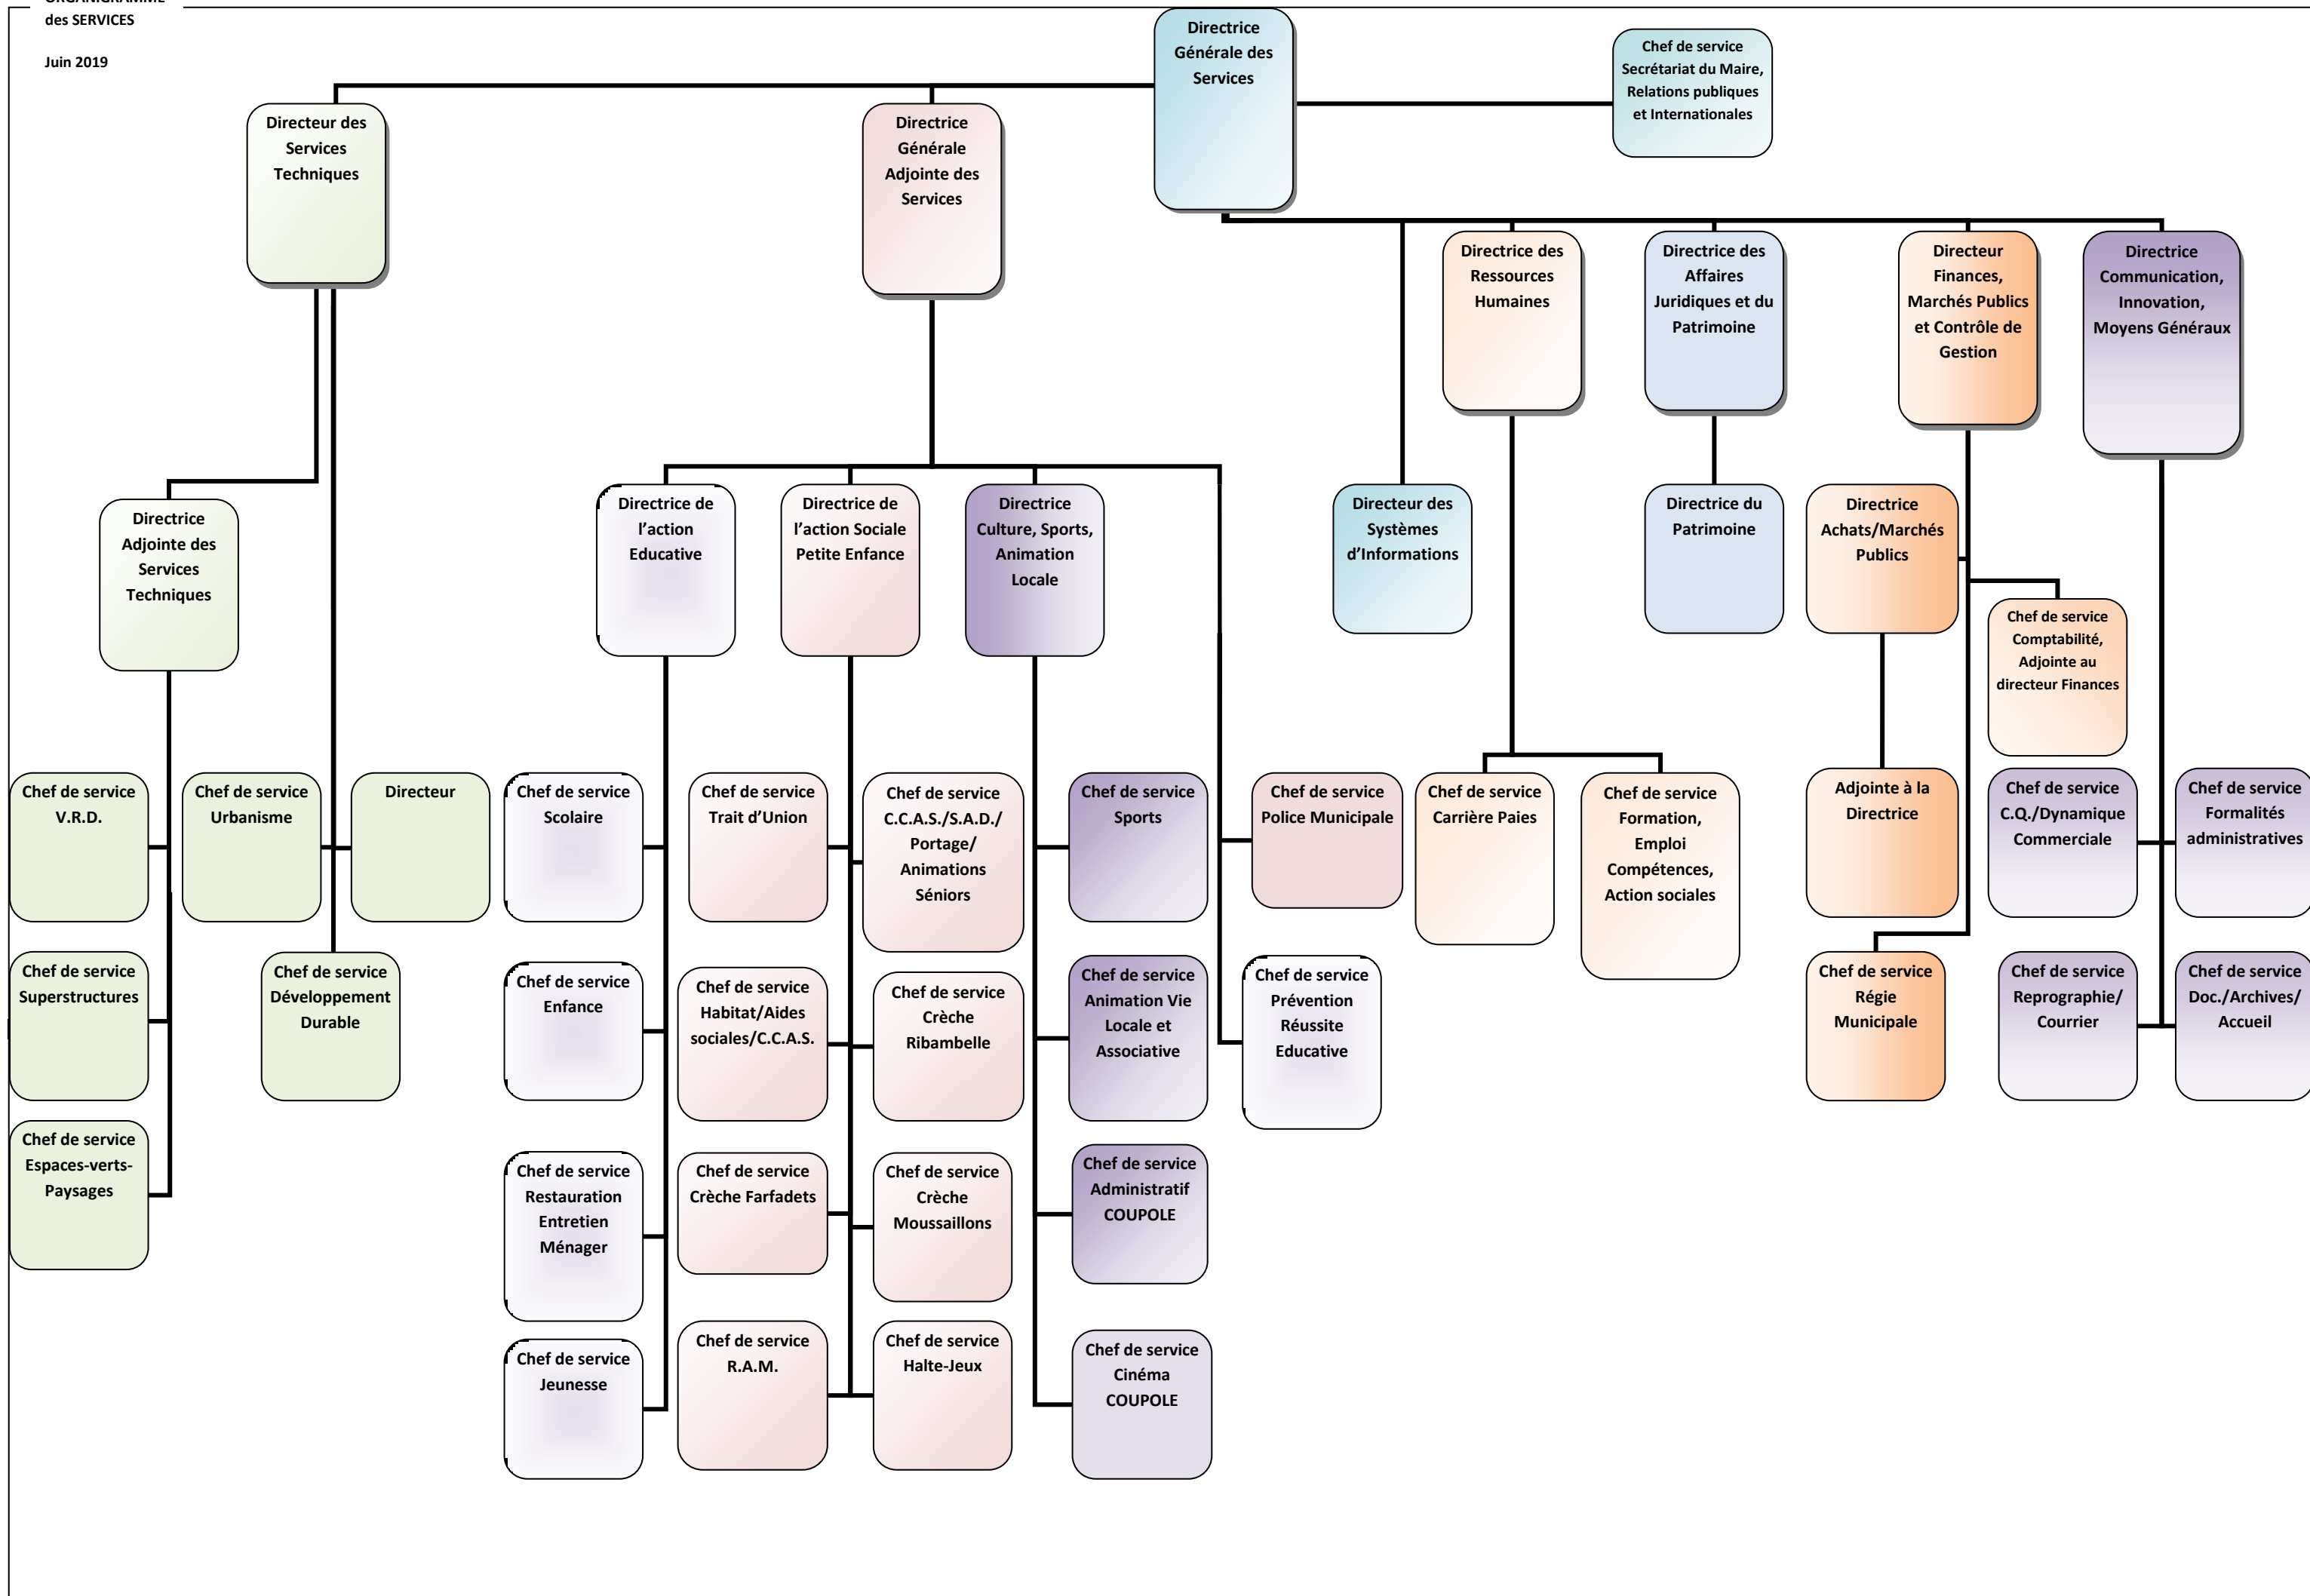 ORGANIGRAMME
des SERVICES
Juin 2019
Directrice
Générale des
Services
Chef de service
Secrétariat du Maire,
Relations publiques
et Internationales
Directeur des
Services
Techniques
Directrice
Générale
Adjointe des
Services
Directrice des
Ressources
Humaines
Directrice des
Affaires
Juridiques et du
Patrimoine
Directeur
Finances,
Marchés Publics
et Contrôle de
Gestion
Directrice
Communication,
Innovation,
Moyens Généraux
Directrice
Adjointe des
Services
Techniques
Directrice de
l’action
Educative
Directrice de
l’action Sociale
Petite Enfance
Directrice
Culture, Sports,
Animation
Locale
Directeur des
Systèmes
d’Informations
Directrice du
Patrimoine
Directrice
Achats/Marchés
Publics
Chef de service
Comptabilité,
Adjointe au
directeur Finances
Chef de service
V.R.D.
Chef de service
Urbanisme
Directeur
Chef de service
Scolaire
Chef de service
Trait d’Union
Chef de service
C.C.A.S./S.A.D./
Portage/
Animations
Séniors
Chef de service
Sports
Chef de service
Police Municipale
Chef de service
Carrière Paies
Chef de service
Formation,
Emploi
Compétences,
Action sociales
Adjointe à la
Directrice
Chef de service
C.Q./Dynamique
Commerciale
Chef de service
Formalités
administratives
Chef de service
Superstructures
Chef de service
Développement
Durable
Chef de service
Enfance
Chef de service
Habitat/Aides
sociales/C.C.A.S.
Chef de service
Crèche
Ribambelle
Chef de service
Animation Vie
Locale et
Associative
Chef de service
Prévention
Réussite
Educative
Chef de service
Régie
Municipale
Chef de service
Reprographie/
Courrier
Chef de service
Doc./Archives/
Accueil
Chef de service
Espaces-verts-
Paysages
Chef de service
Restauration
Entretien
Ménager
Chef de service
Crèche Farfadets
Chef de service
Crèche
Moussaillons
Chef de service
Administratif
COUPOLE
Chef de service
Jeunesse
Chef de service
R.A.M.
Chef de service
Halte-Jeux
Chef de service
Cinéma
COUPOLE